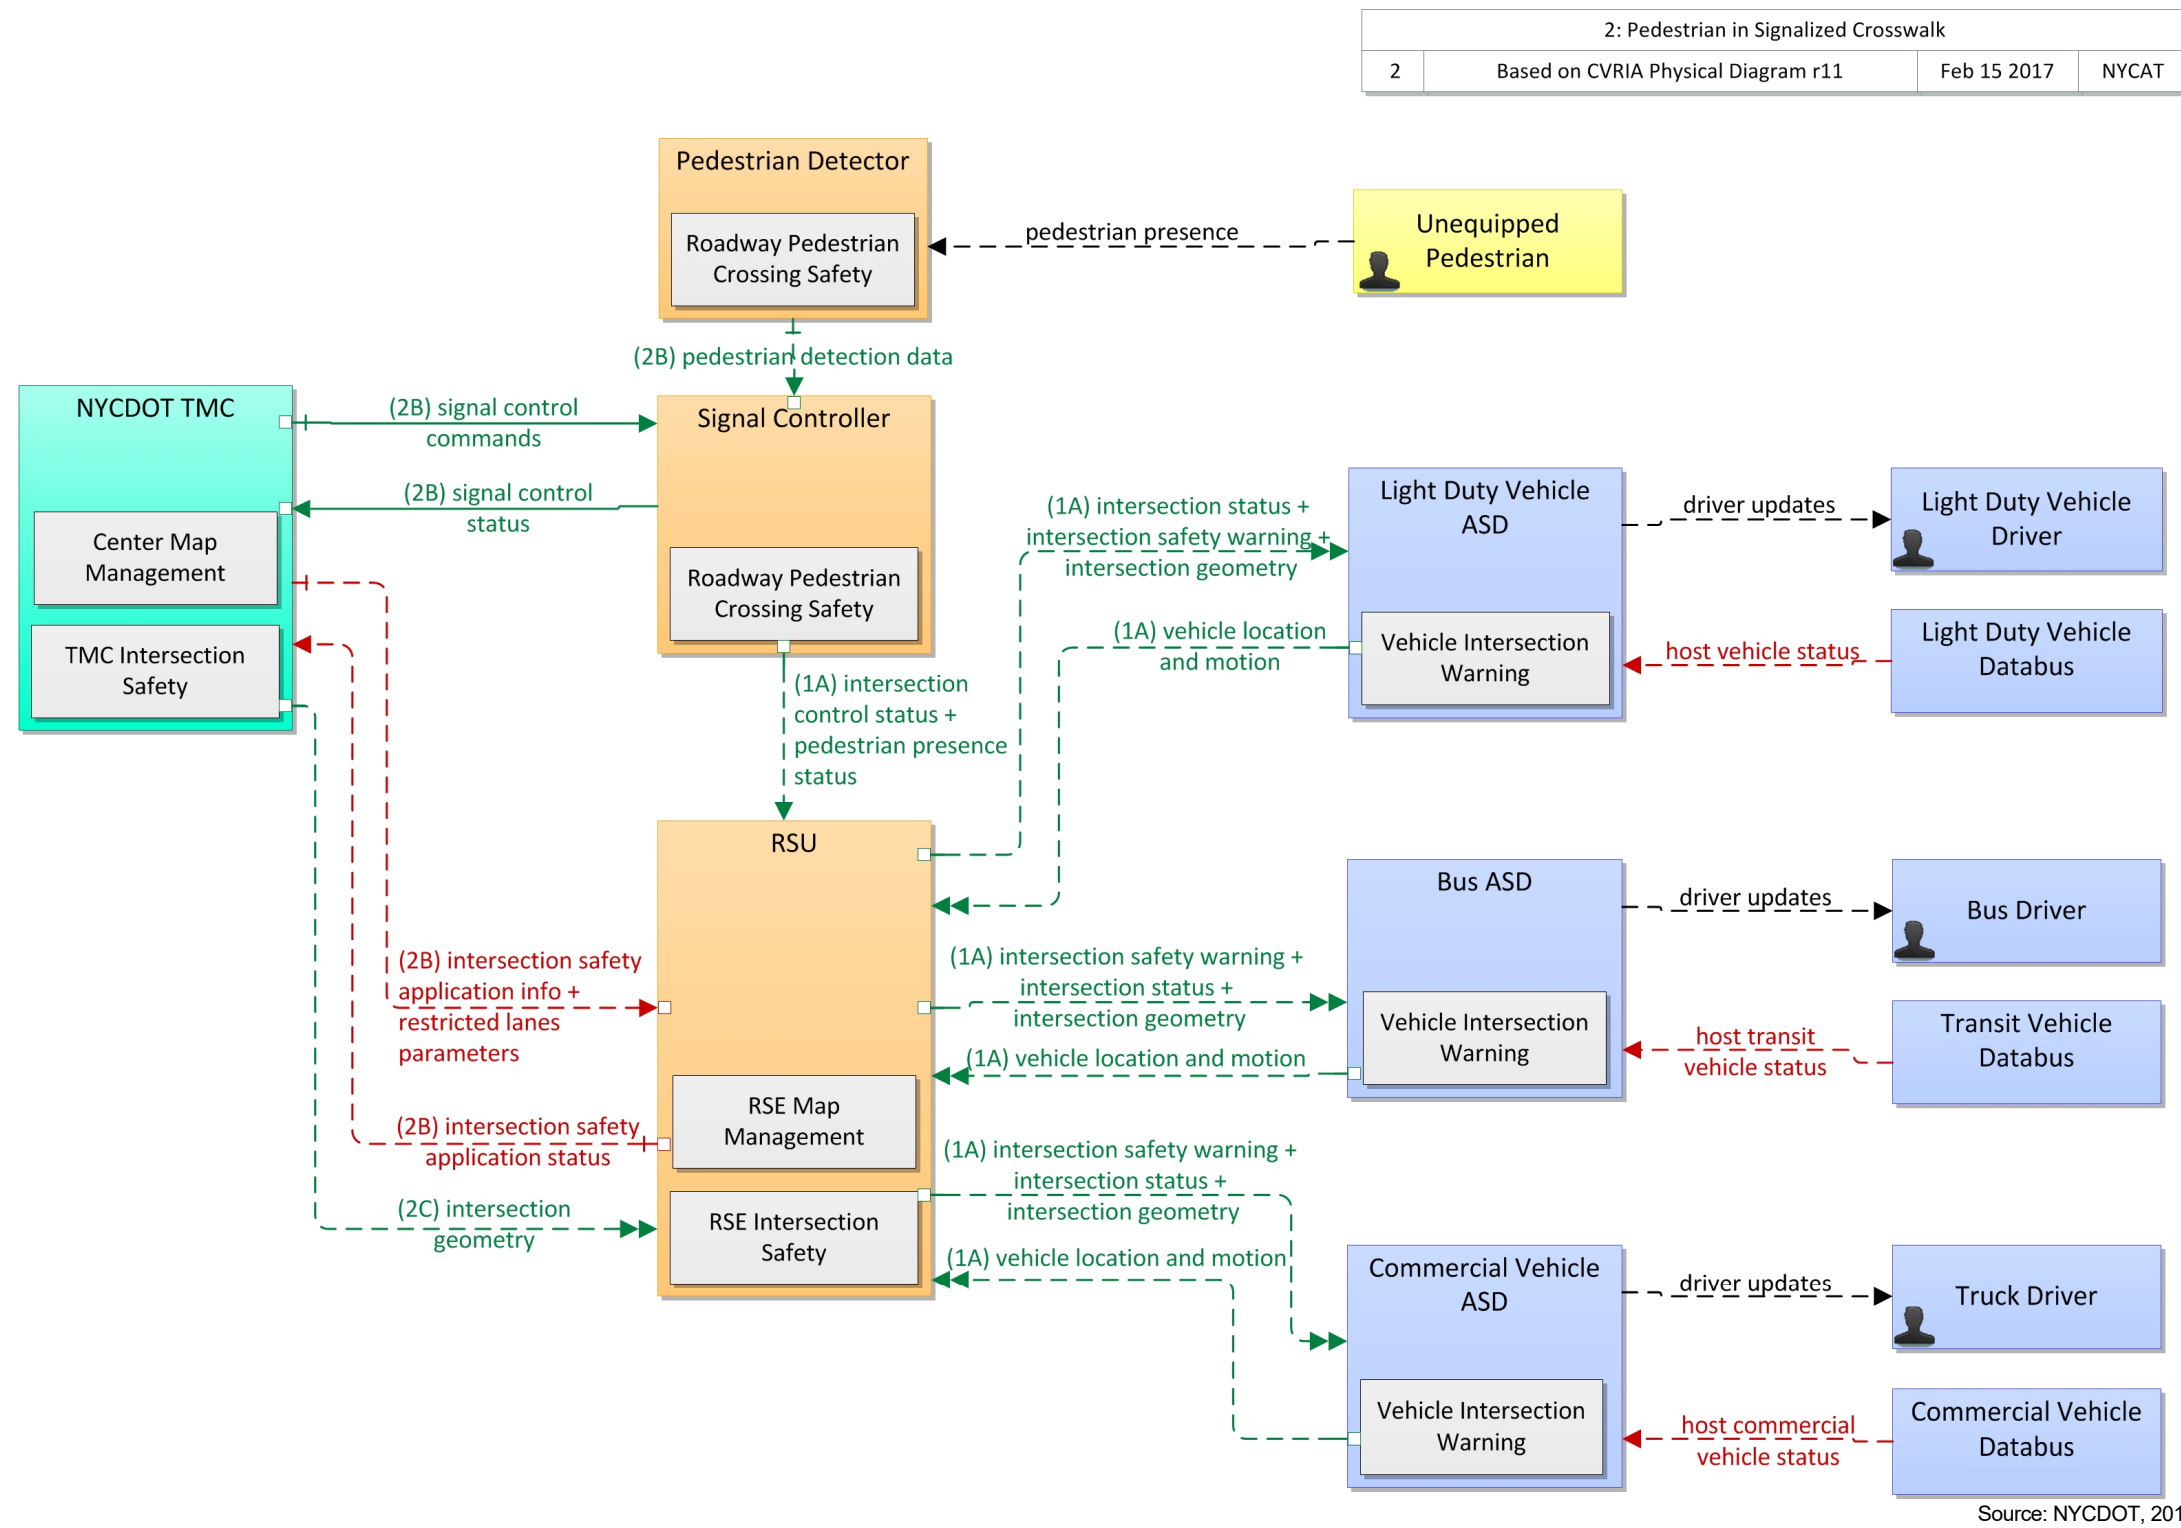 2: Pedestrian in Signalized Crosswalk
2 Based on CVRIA Physical Diagram r11 Feb 15 2017 NYCAT
Pedestrian Detector
Roadway Pedestrian
Crossing Safety
pedestrian presence
Unequipped
Pedestrian
(2B) pedestrian detection data
NYCDOT TMC
Center Map
Management
TMC Intersection
Safety
(2B) signal control
commands
(2B) signal control
status
Signal Controller
Roadway Pedestrian
Crossing Safety
(1A) intersection
control status +
pedestrian presence
status
(1A) intersection status +
intersection safety warning +
intersection geometry
(1A) vehicle location
and motion
Light Duty Vehicle
ASD
Vehicle Intersection
Warning
driver updates
Light Duty Vehicle
Driver
host vehicle status
Light Duty Vehicle
Databus
RSU
RSE Map
Management
RSE Intersection
Safety
(2B) intersection safety
application info +
restricted lanes
parameters
(2B) intersection safety
application status
(2C) intersection
geometry
(1A) intersection safety warning +
intersection status +
intersection geometry
(1A) vehicle location and motion
Bus ASD
Vehicle Intersection
Warning
driver updates
Bus Driver
host transit
vehicle status
Transit Vehicle
Databus
(1A) intersection safety warning +
intersection status +
intersection geometry
(1A) vehicle location and motion
Commercial Vehicle
ASD
Vehicle Intersection
Warning
driver updates
Truck Driver
host commercial
vehicle status
Commercial Vehicle
Databus
Source: NYCDOT, 201